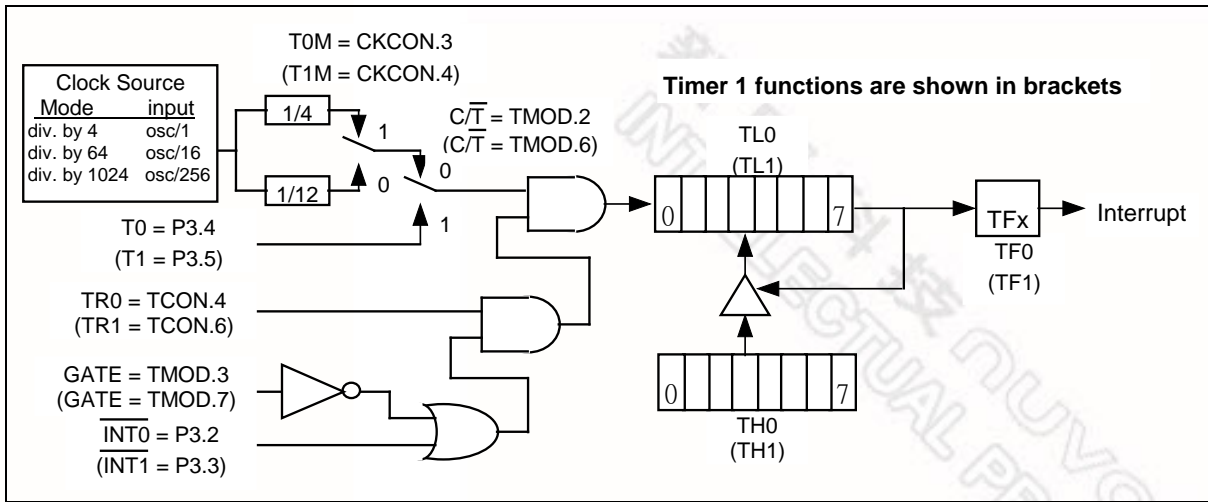 T0M = CKCON.3
(T1M = CKCON.4)
Timer 1 functions are shown in brackets
Clock Source
Mode input
div. by 4 osc/1
div. by 64 osc/16
div. by 1024 osc/256
1/4
1/12
1
0
C/T = TMOD.2
(C/T = TMOD.6)
0
1
T0 = P3.4
(T1 = P3.5)
TL0
(TL1)
0 7
TFx
Interrupt
TF0
(TF1)
TR0 = TCON.4
(TR1 = TCON.6)
GATE = TMOD.3
(GATE = TMOD.7)
INT0 = P3.2
(INT1 = P3.3)
0 7
TH0
(TH1)